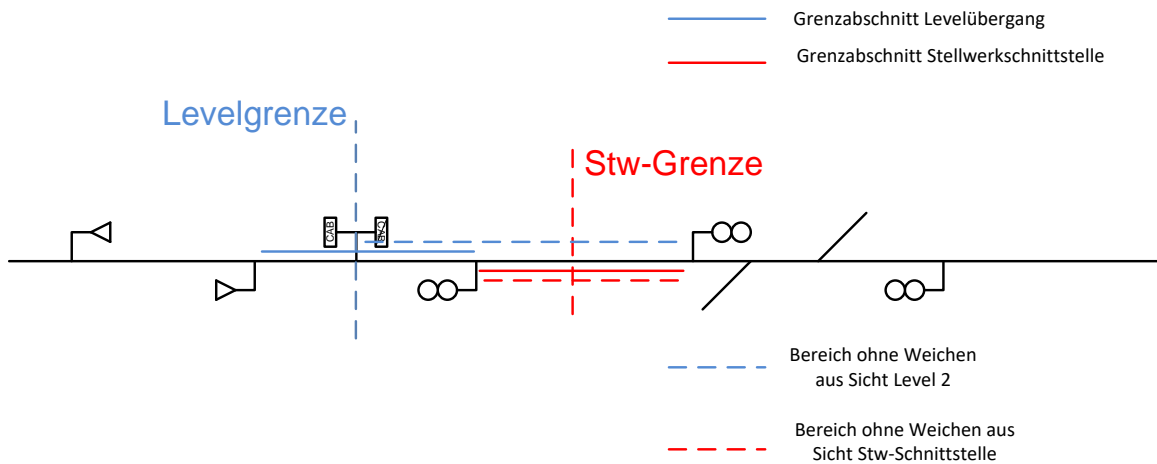 Grenzabschnitt Levelübergang
Grenzabschnitt Stellwerkschnittstelle
Levelgrenze
Stw-Grenze
CAB
CAB
Bereich ohne Weichen
aus Sicht Level 2
Bereich ohne Weichen aus
Sicht Stw-Schnittstelle